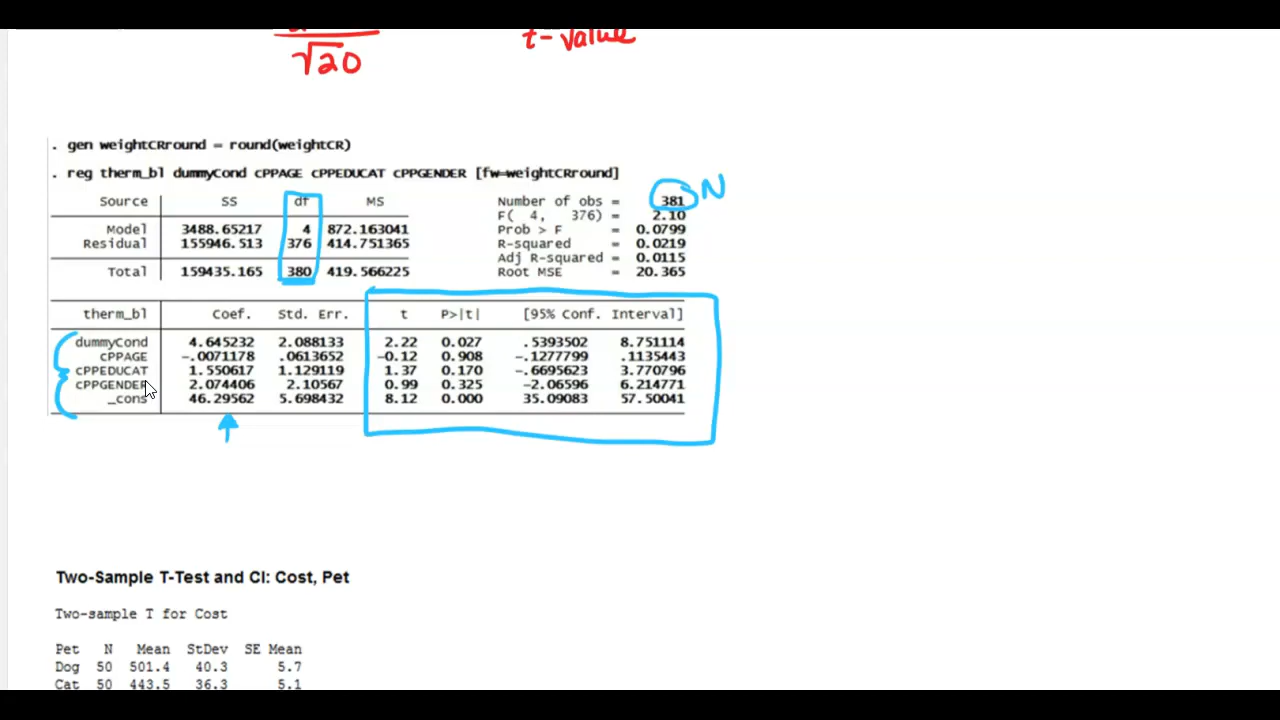 √20
t-value
. gen weightCRround = round(weightCR)
. reg therm_bl dummyCond CPPAGE CPPEDUCAT CPPGENDER [fw=weightCRround]
Source SS df MS Number of obs = 381 N
F( 4, 376) = 2.10
Model 3488.65217 4 872.163041 Prob > F = 0.0799
Residual 155946.513 376 414.751365 R-squared = 0.0219
Adj R-squared = 0.0115
Total 159435.165 380 419.566225 Root MSE = 20.365
therm_bl Coef. Std. Err. t P>|t| [95% Conf. Interval]
dummyCond 4.645232 2.088133 2.22 0.027 .5393502 8.751114
CPPAGE -.0071178 .0613652 -0.12 0.908 -.1277799 .1135443
CPPEDUCAT 1.550617 1.129119 1.37 0.170 -.6695623 3.770796
CPPGENDER 2.074406 2.10567 0.99 0.325 -2.06596 6.214771
_cons 46.29562 5.698432 8.12 0.000 35.09083 57.50041
Two-Sample T-Test and CI: Cost, Pet
Two-sample T for Cost
Pet N Mean StDev SE Mean
Dog 50 501.4 40.3 5.7
Cat 50 443.5 36.3 5.1